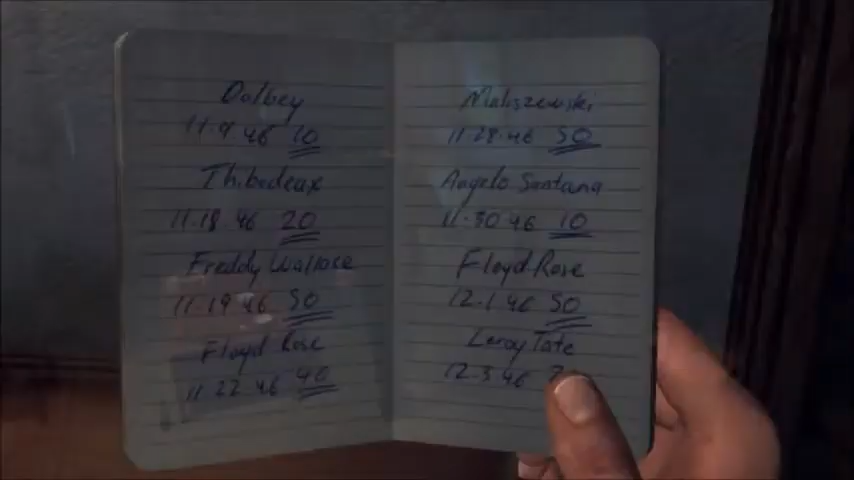 Dalbey
11·9 46 10
Thibodeax
11·18·46 20
Freddy Wallace
11·19 46 50
Floyd Rose
11·22·46 40
Maliszewski
11·28·46 50
Angelo Santana
11·30 46 10
Floyd Rose
12·1 46 50
Leroy Tate
12·3 46